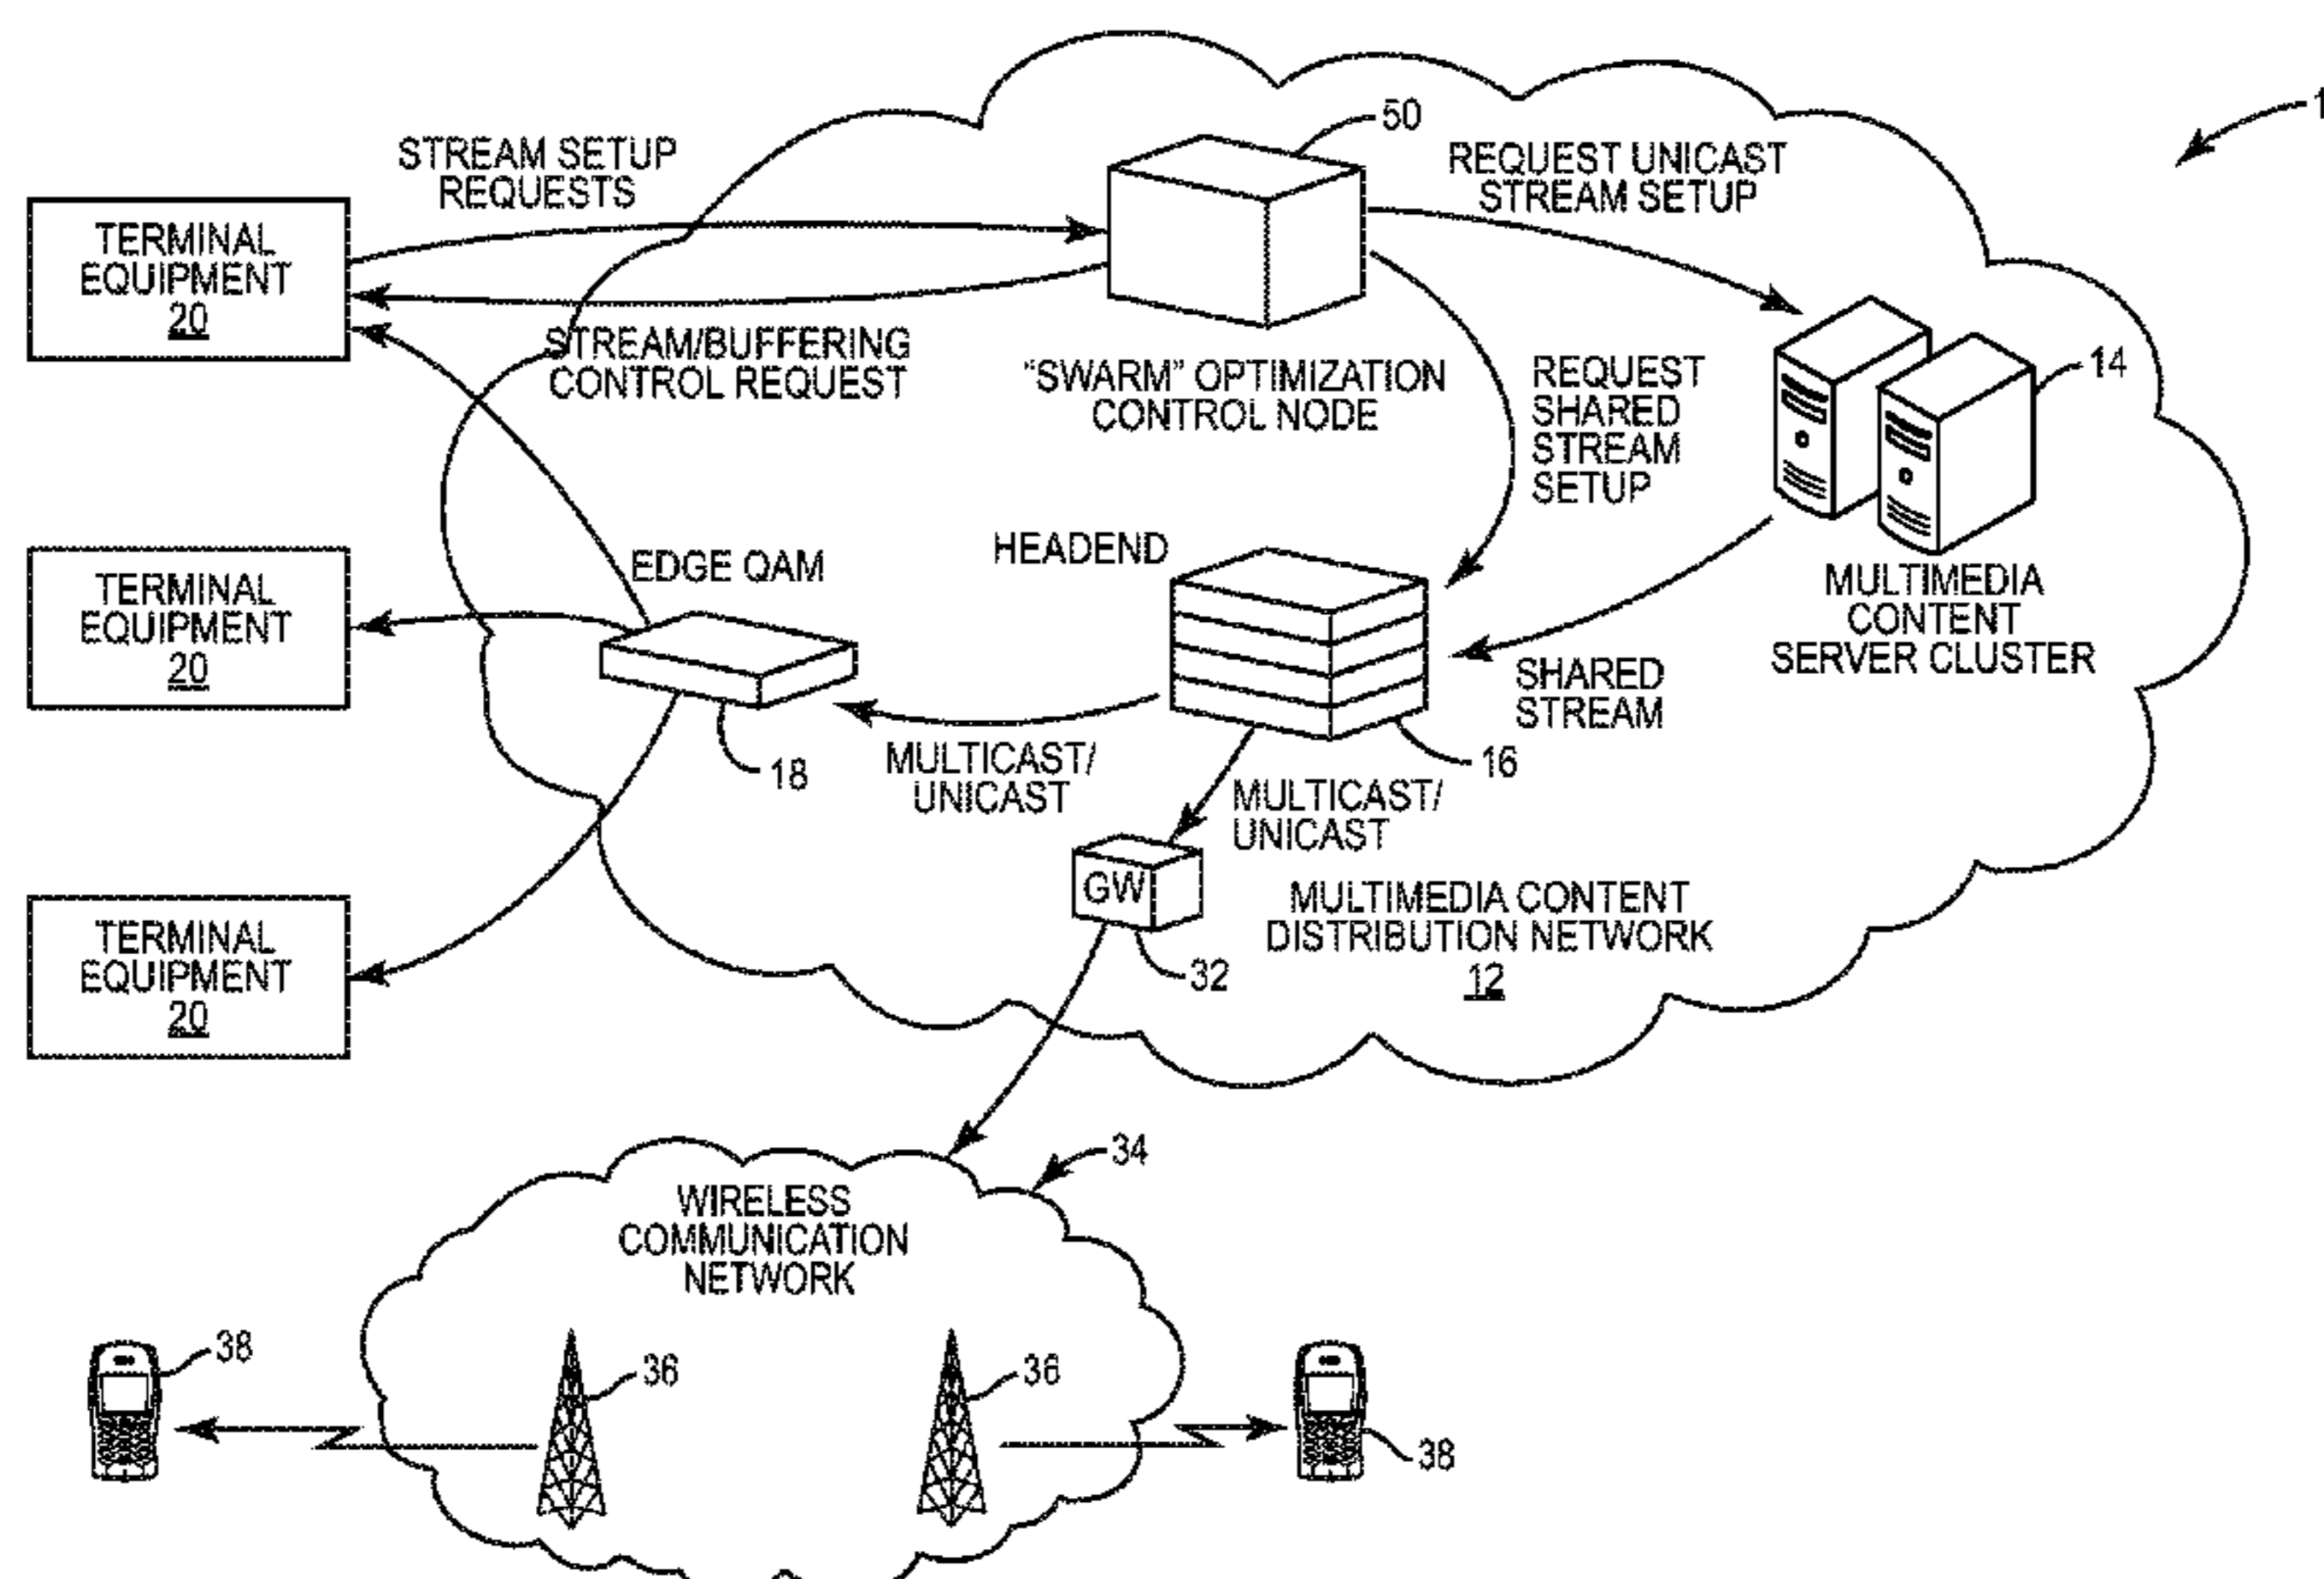 50
1
STREAM SETUP
REQUESTS
REQUEST UNICAST
STREAM SETUP
TERMINAL
EQUIPMENT
20
STREAM/BUFFERING
CONTROL REQUEST
"SWARM" OPTIMIZATION
CONTROL NODE
REQUEST
SHARED
STREAM
SETUP
14
HEADEND
EDGE QAM
TERMINAL
EQUIPMENT
20
MULTIMEDIA
CONTENT
SERVER CLUSTER
SHARED
STREAM
18
MULTICAST/
UNICAST
16
MULTICAST/
UNICAST
GW
32
MULTIMEDIA CONTENT
DISTRIBUTION NETWORK
12
TERMINAL
EQUIPMENT
20
34
WIRELESS
COMMUNICATION
NETWORK
38
36
36
38